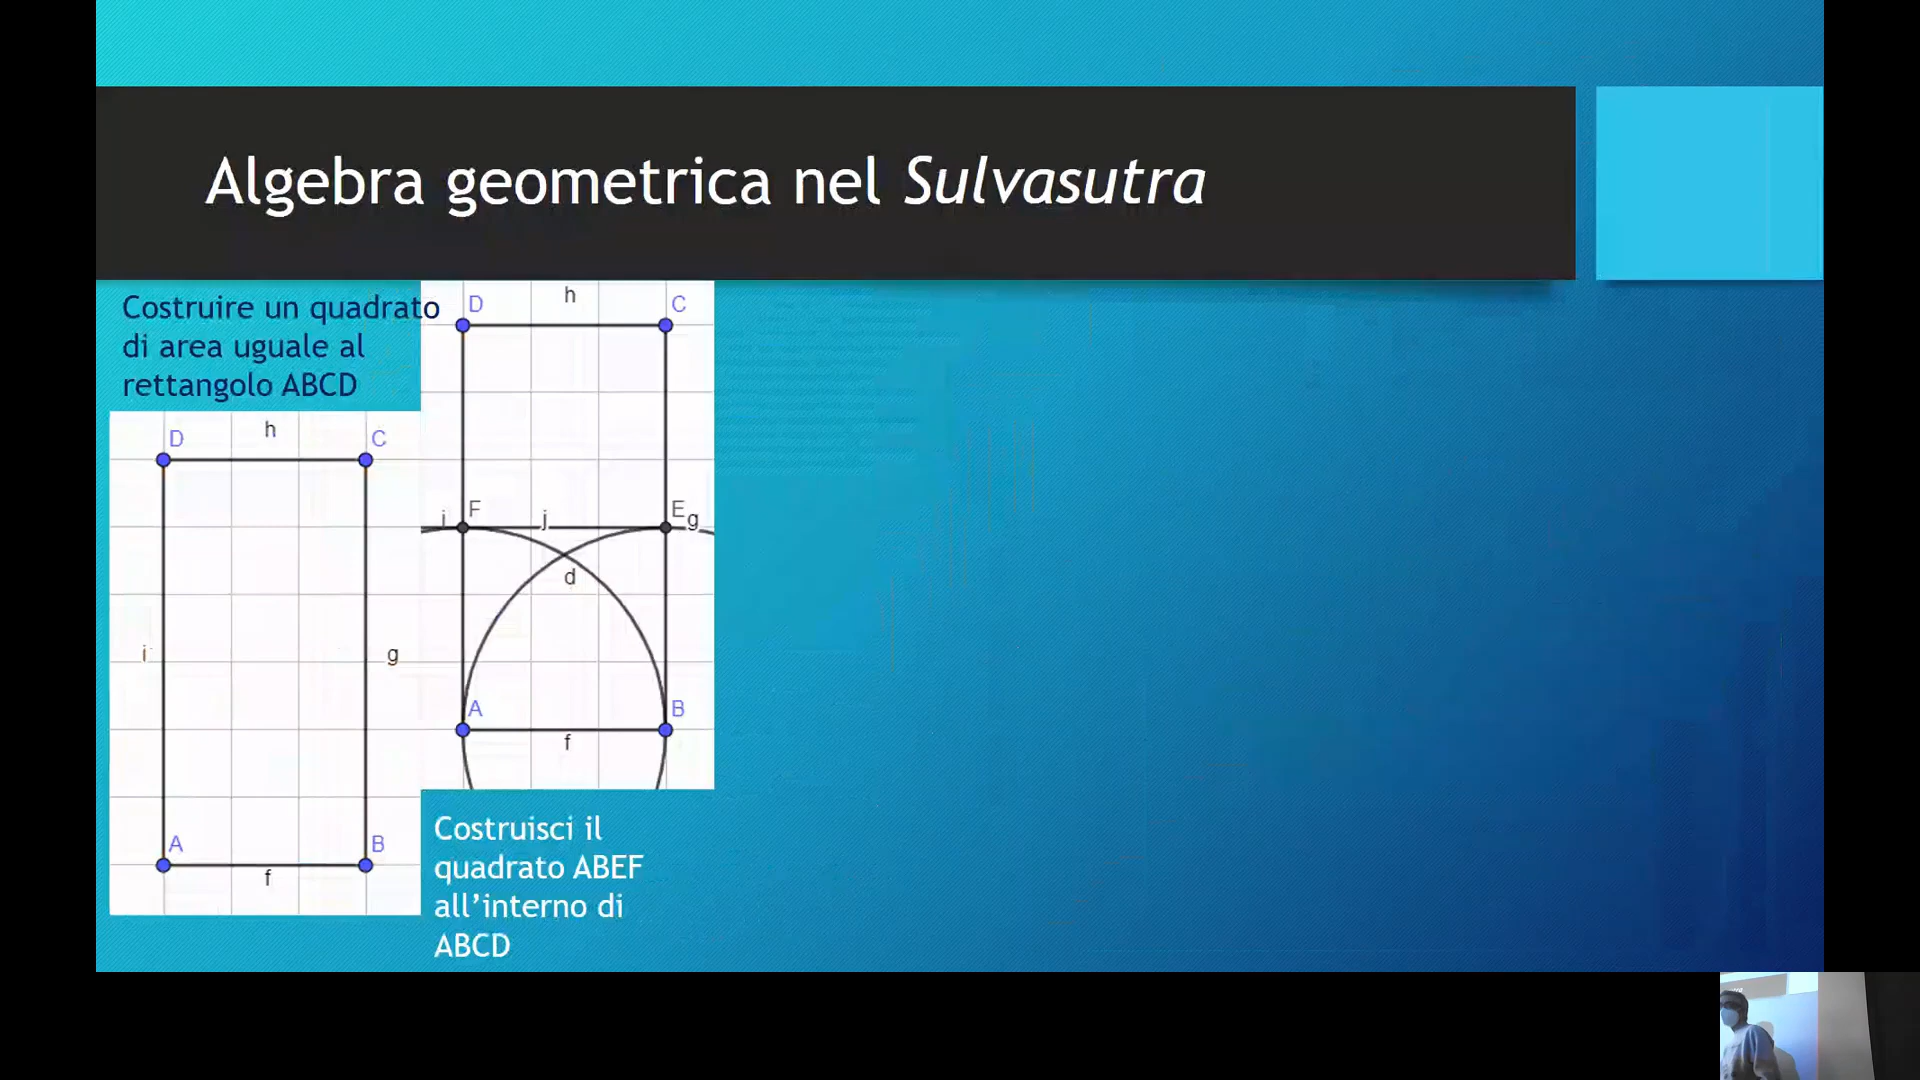 Algebra geometrica nel Sulvasutra
Costruire un quadrato
di area uguale al
rettangolo ABCD
h
D
C
i
g
A
B
f
h
D
C
F
E
i
j
g
d
A
B
f
Costruisci il
quadrato ABEF
all’interno di
ABCD